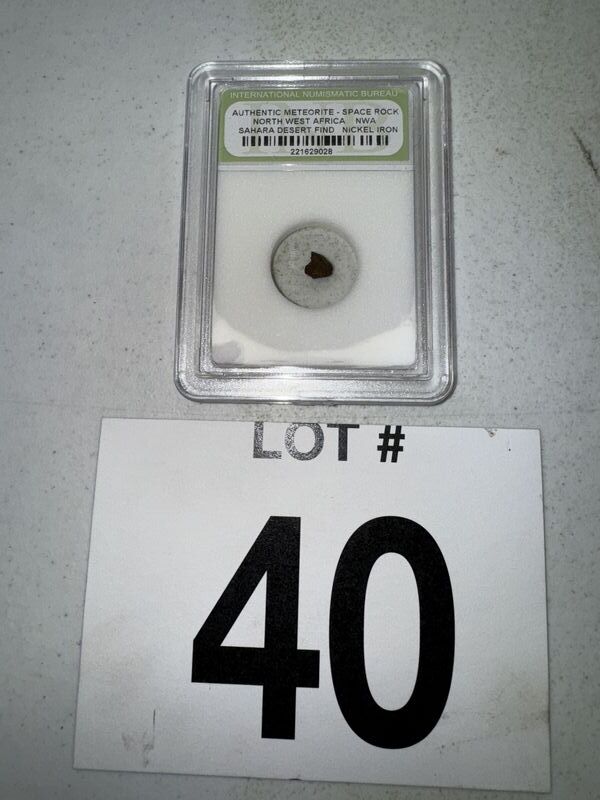 INTERNATIONAL NUMISMATIC BUREAU
AUTHENTIC METEORITE - SPACE ROCK
NORTH WEST AFRICA NWA
SAHARA DESERT FIND NICKEL IRON
221629028
LOT #
40